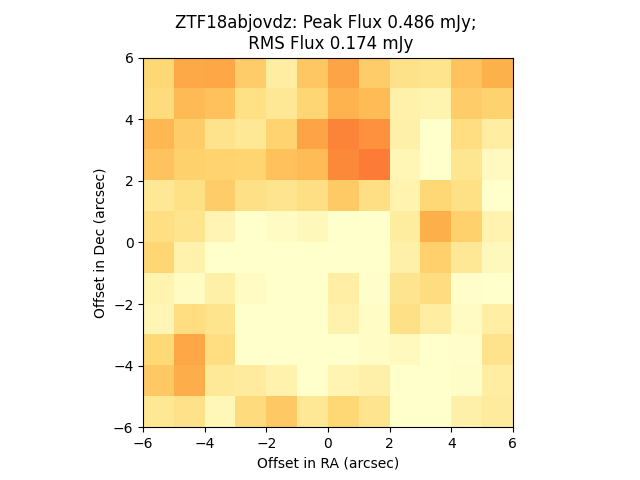 ZTF18abjovdz: Peak Flux 0.486 mJy;
RMS Flux 0.174 mJy
6
4
2
0
−2
−4
−6
Offset in Dec (arcsec)
−6 −4 −2 0 2 4 6
Offset in RA (arcsec)